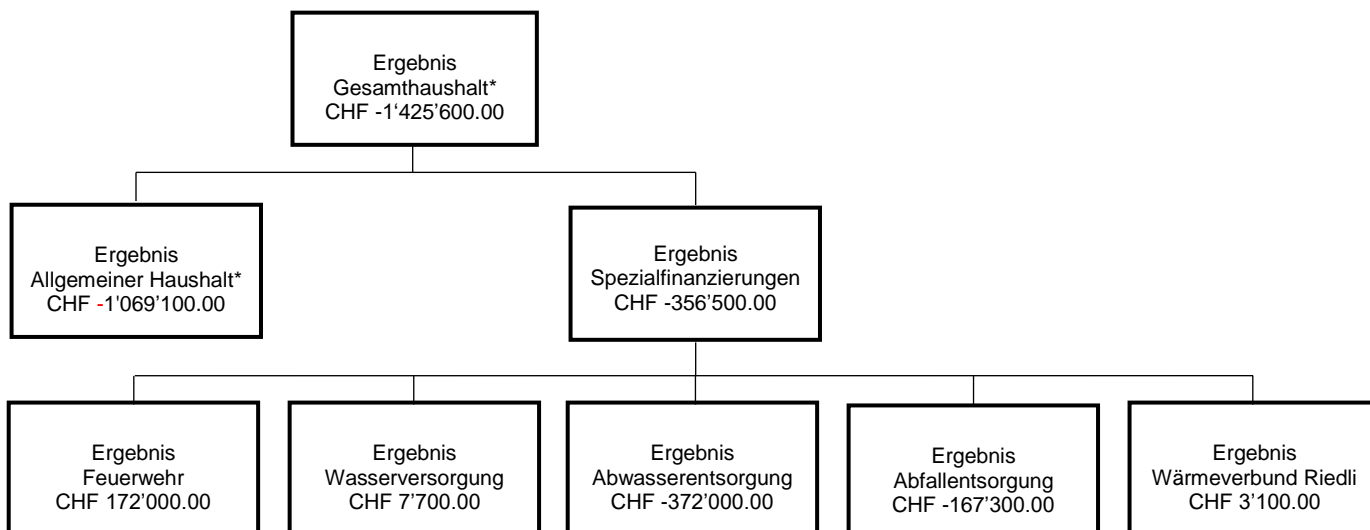 Ergebnis
Gesamthaushalt*
CHF -1‘425’600.00
Ergebnis
Allgemeiner Haushalt*
CHF -1'069’100.00
Ergebnis
Spezialfinanzierungen
CHF -356’500.00
Ergebnis
Feuerwehr
CHF 172’000.00
Ergebnis
Wasserversorgung
CHF 7’700.00
Ergebnis
Abwasserentsorgung
CHF -372’000.00
Ergebnis
Abfallentsorgung
CHF -167’300.00
Ergebnis
Wärmeverbund Riedli
CHF 3’100.00